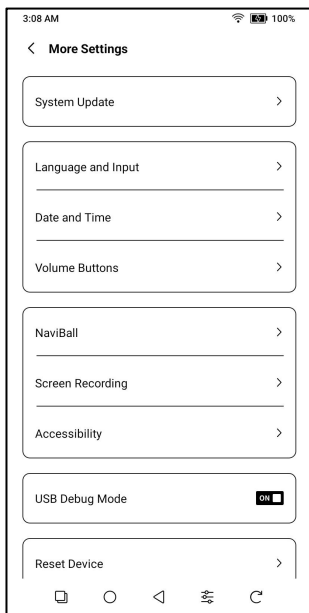 3:08 AM 100%
More Settings
System Update
Language and Input
Date and Time
Volume Buttons
NaviBall
Screen Recording
Accessibility
USB Debug Mode ON
Reset Device